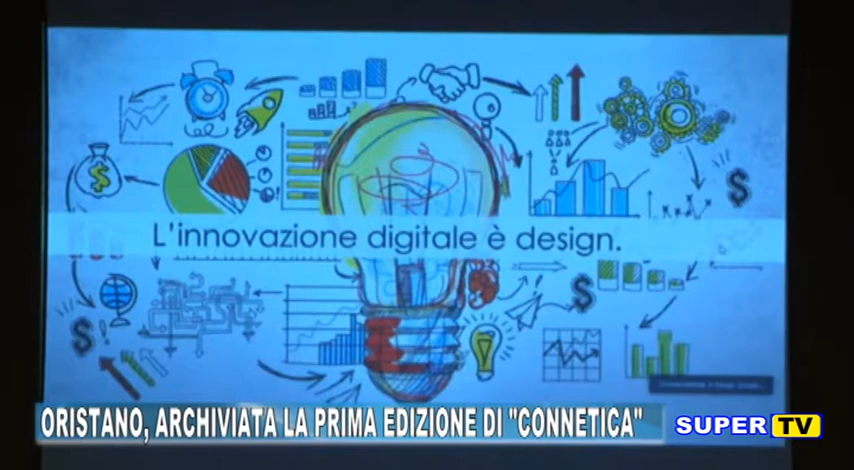 L'innovazione digitale è design.
ORISTANO, ARCHIVIATA LA PRIMA EDIZIONE DI "CONNETICA"
SUPER TV